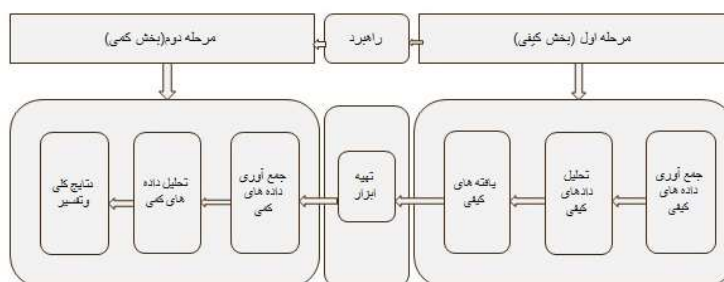 مرحله اول (بخش کیفی)
راهبرد
مرحله دوم(بخش کمی)
جمع آوری
داده های
کیفی
تحلیل
دادهای
کیفی
یافته های
کیفی
تهیه
ابزار
جمع آوری
داده های
کمی
تحلیل داده
های کمی
نتایج کلی
وتفسیر